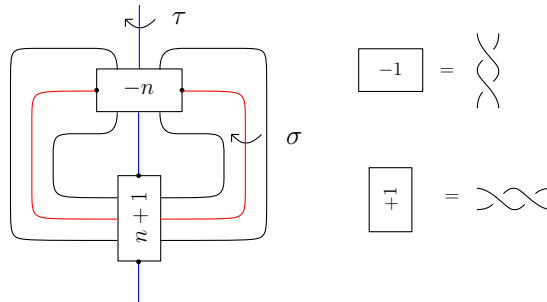 τ
−n
σ
n + 1
−1 =
+1 =